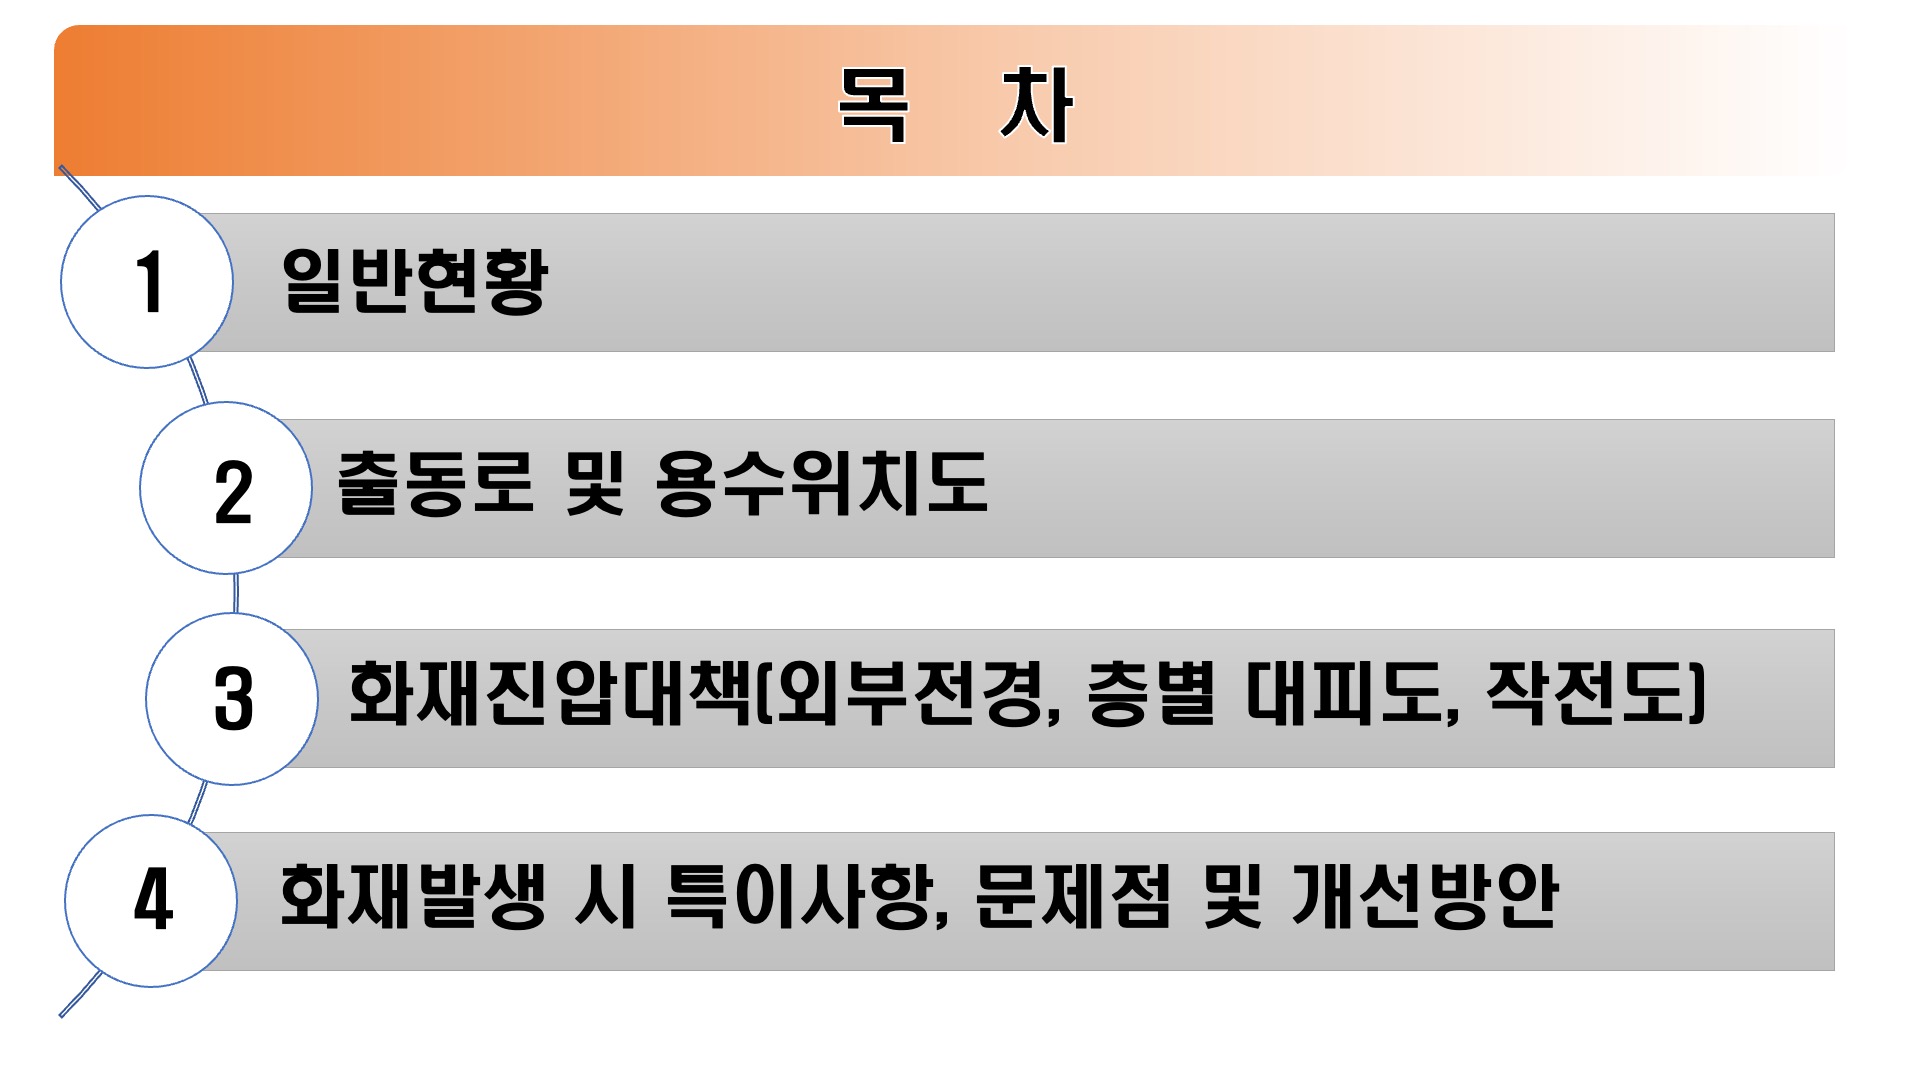 목 차
1 일반현황
2 출동로 및 용수위치도
3 화재진압대책(외부전경, 층별 대피도, 작전도)
4 화재발생 시 특이사항, 문제점 및 개선방안